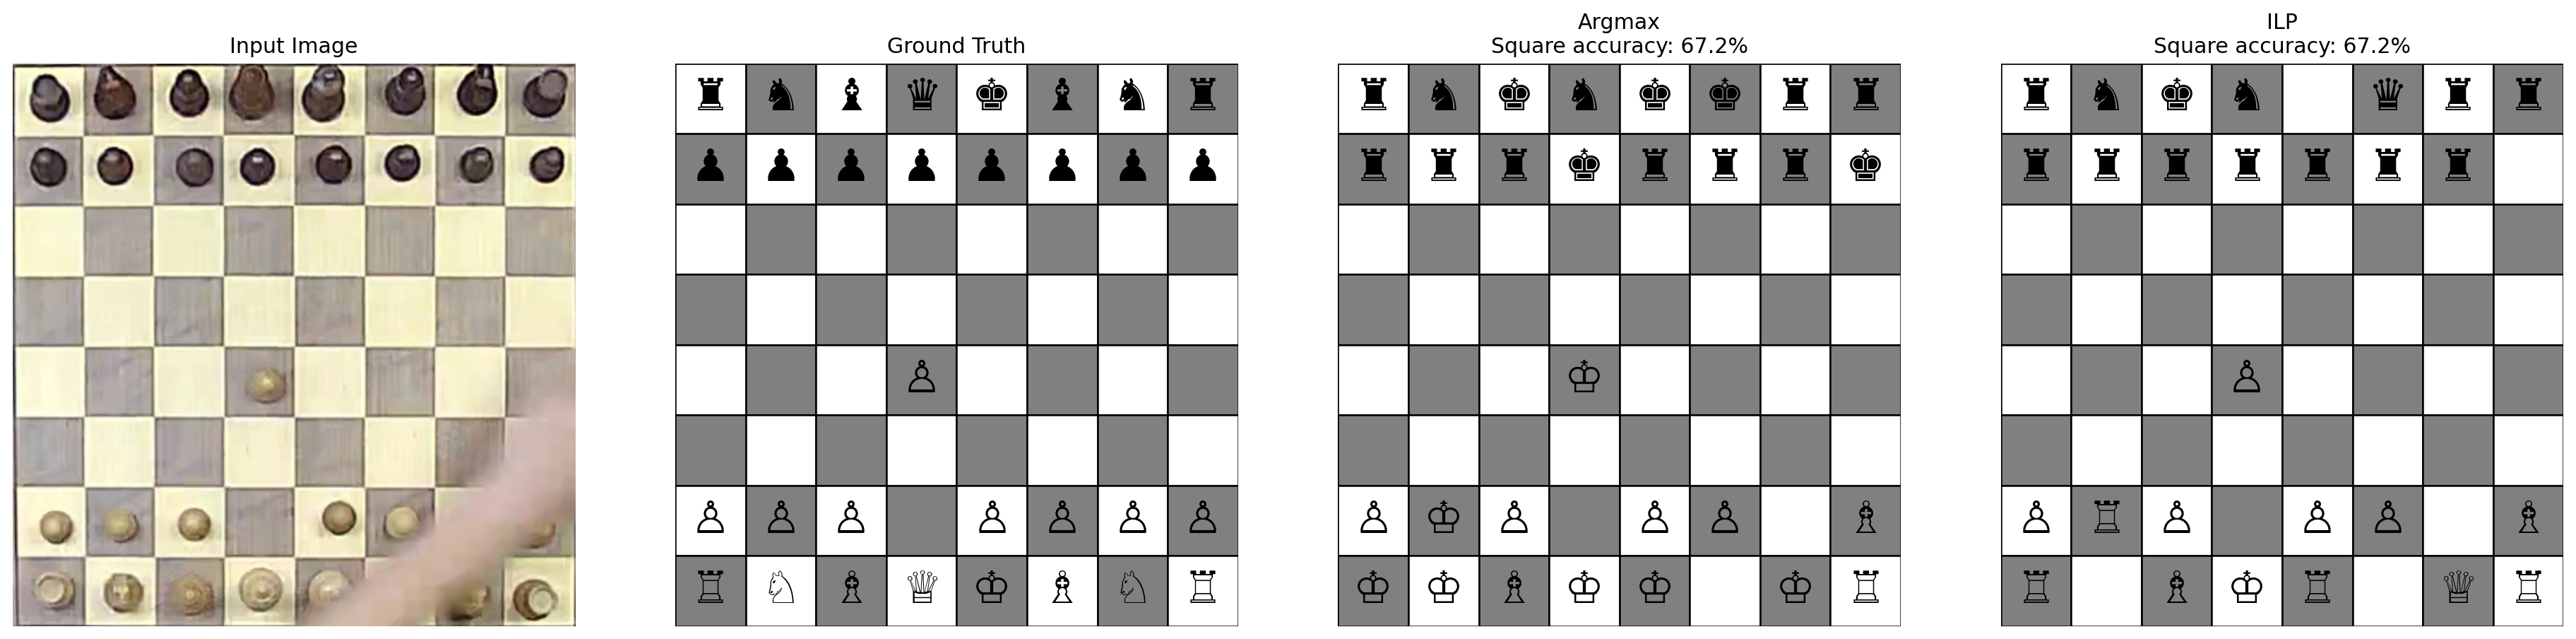 Input Image
Ground Truth
Argmax
Square accuracy: 67.2%
ILP
Square accuracy: 67.2%